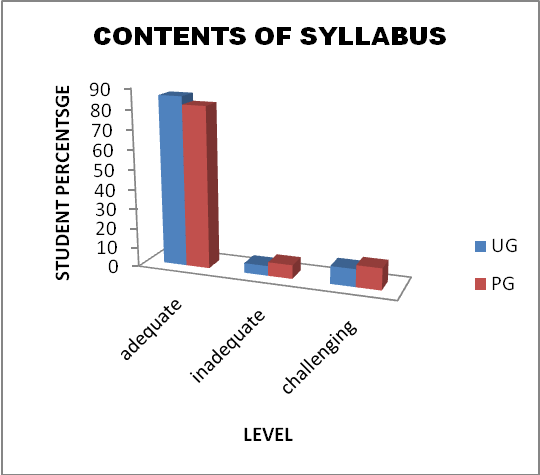 CONTENTS OF SYLLABUS
STUDENT PERCENTSGE
90
80
70
60
50
40
30
20
10
0
adequate
inadequate
challenging
LEVEL
UG
PG